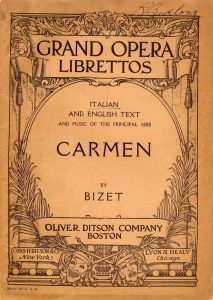 GRAND OPERA
LIBRETTOS
ITALIAN
AND ENGLISH TEXT
AND MUSIC OF THE PRINCIPAL AIRS
CARMEN
BY
BIZET
OLIVER DITSON COMPANY
BOSTON
CHAS. H. DITSON & CO.
New York
LYON & HEALY
Chicago